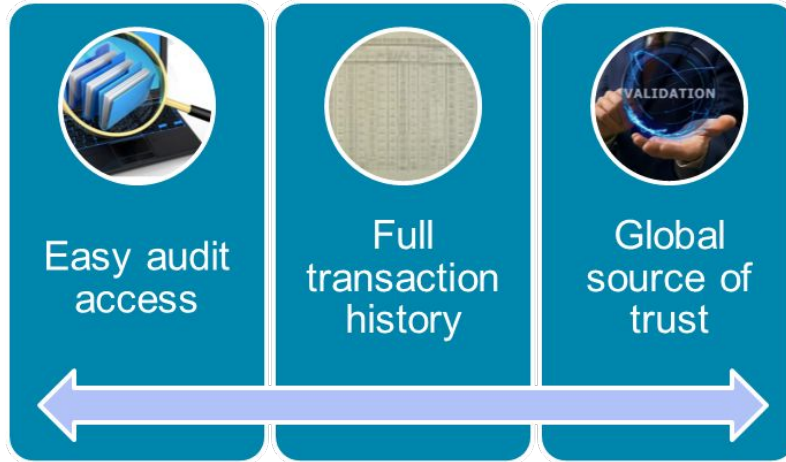 VALIDATION
Easy audit
access
Full
transaction
history
Global
source of
trust